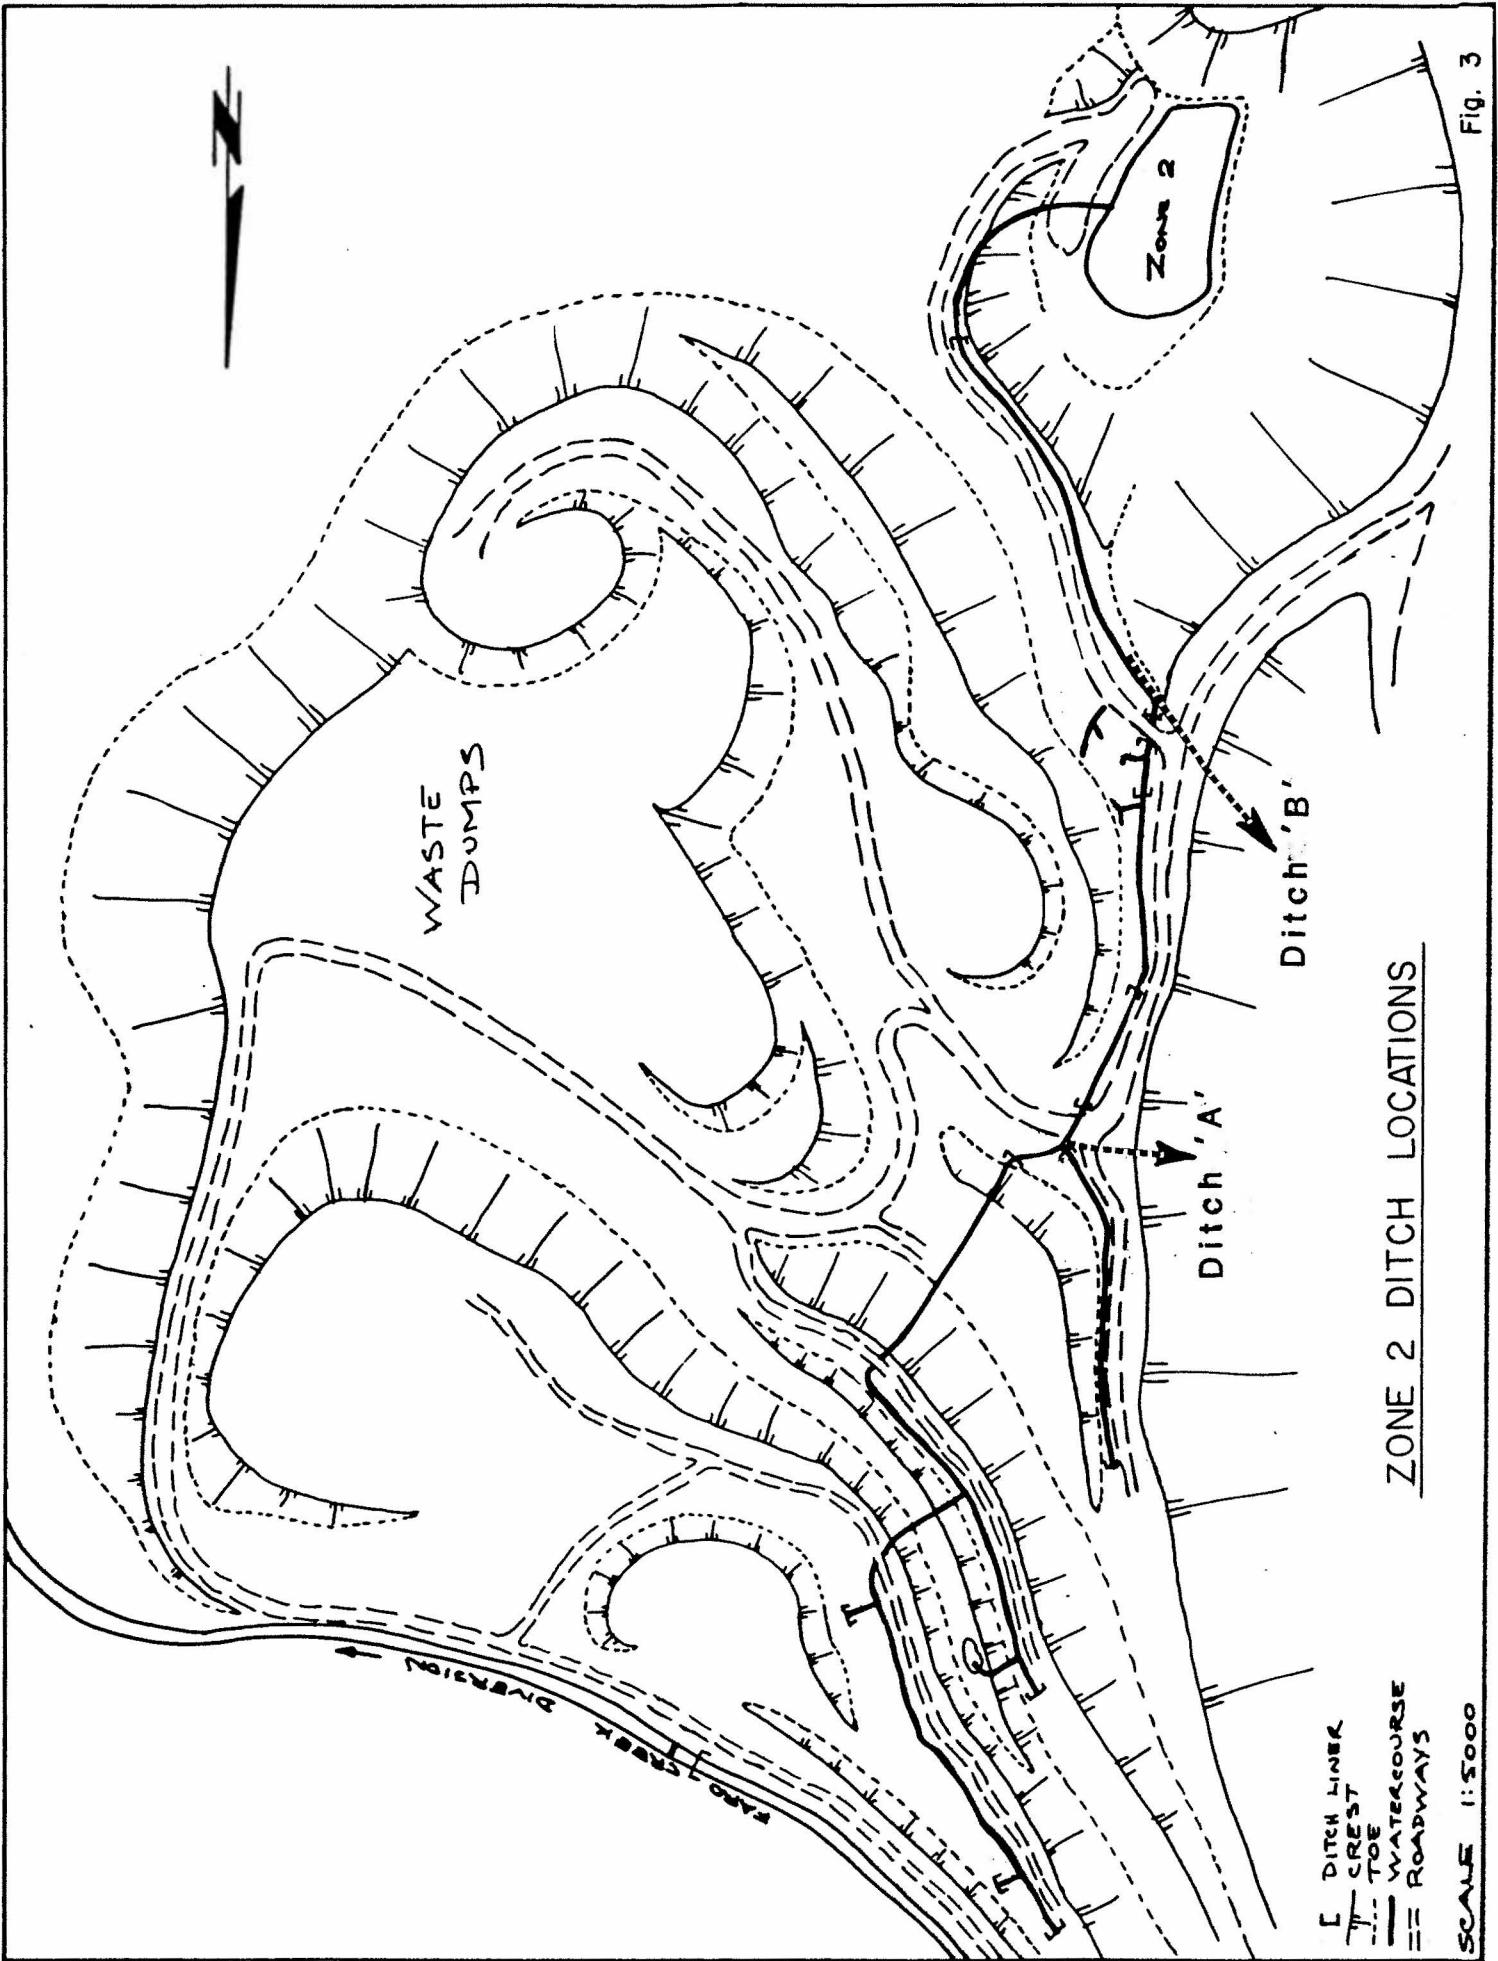 N
WASTE
DUMPS
ZONE 2
FARO CREEK DIVERSION
Ditch 'A'
Ditch 'B'
ZONE 2 DITCH LOCATIONS
DITCH LINER
CREST
TOE
WATERCOURSE
ROADWAYS
SCALE 1:5000
Fig. 3